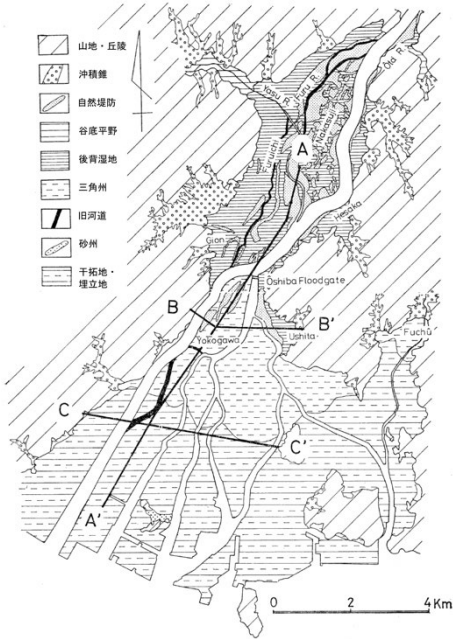 山地・丘陵
沖積錐
自然堤防
谷底平野
後背湿地
三角州
旧河道
砂州
干拓地・
埋立地
Old R.
Yasu R.
Furu R.
A
Furuichi
Hesaka
Gion
Oshiba Floodgate
B
B'
Ushita
Yokogawa
Fuchū
C
C'
A'
0 2 4 Km